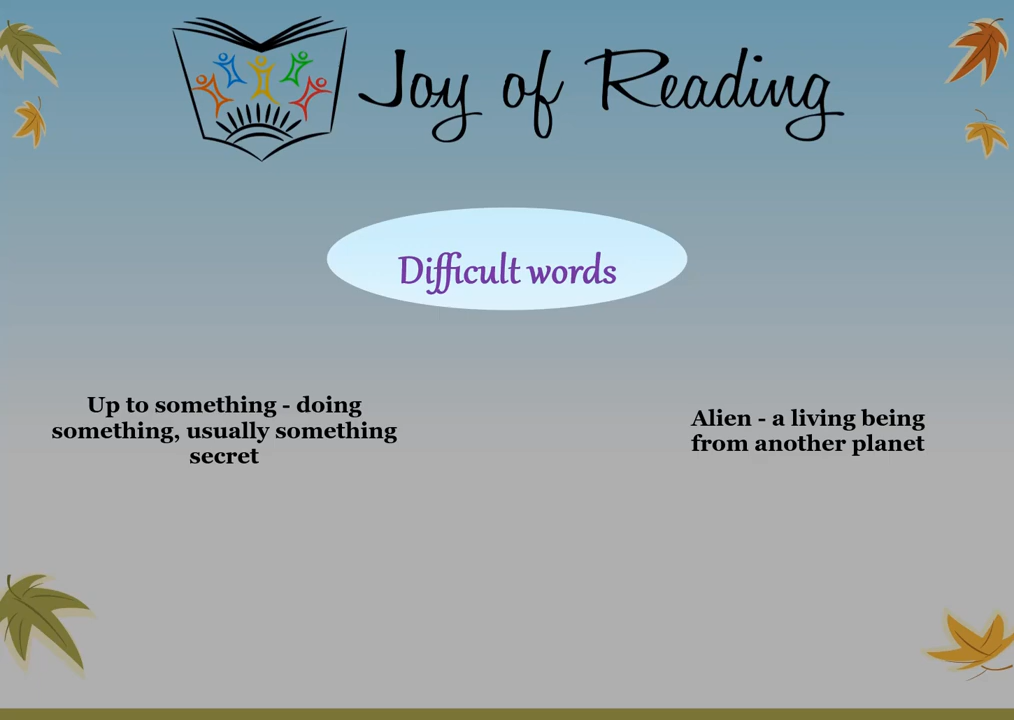 Joy of Reading
Difficult words
Up to something - doing
something, usually something
secret
Alien - a living being
from another planet